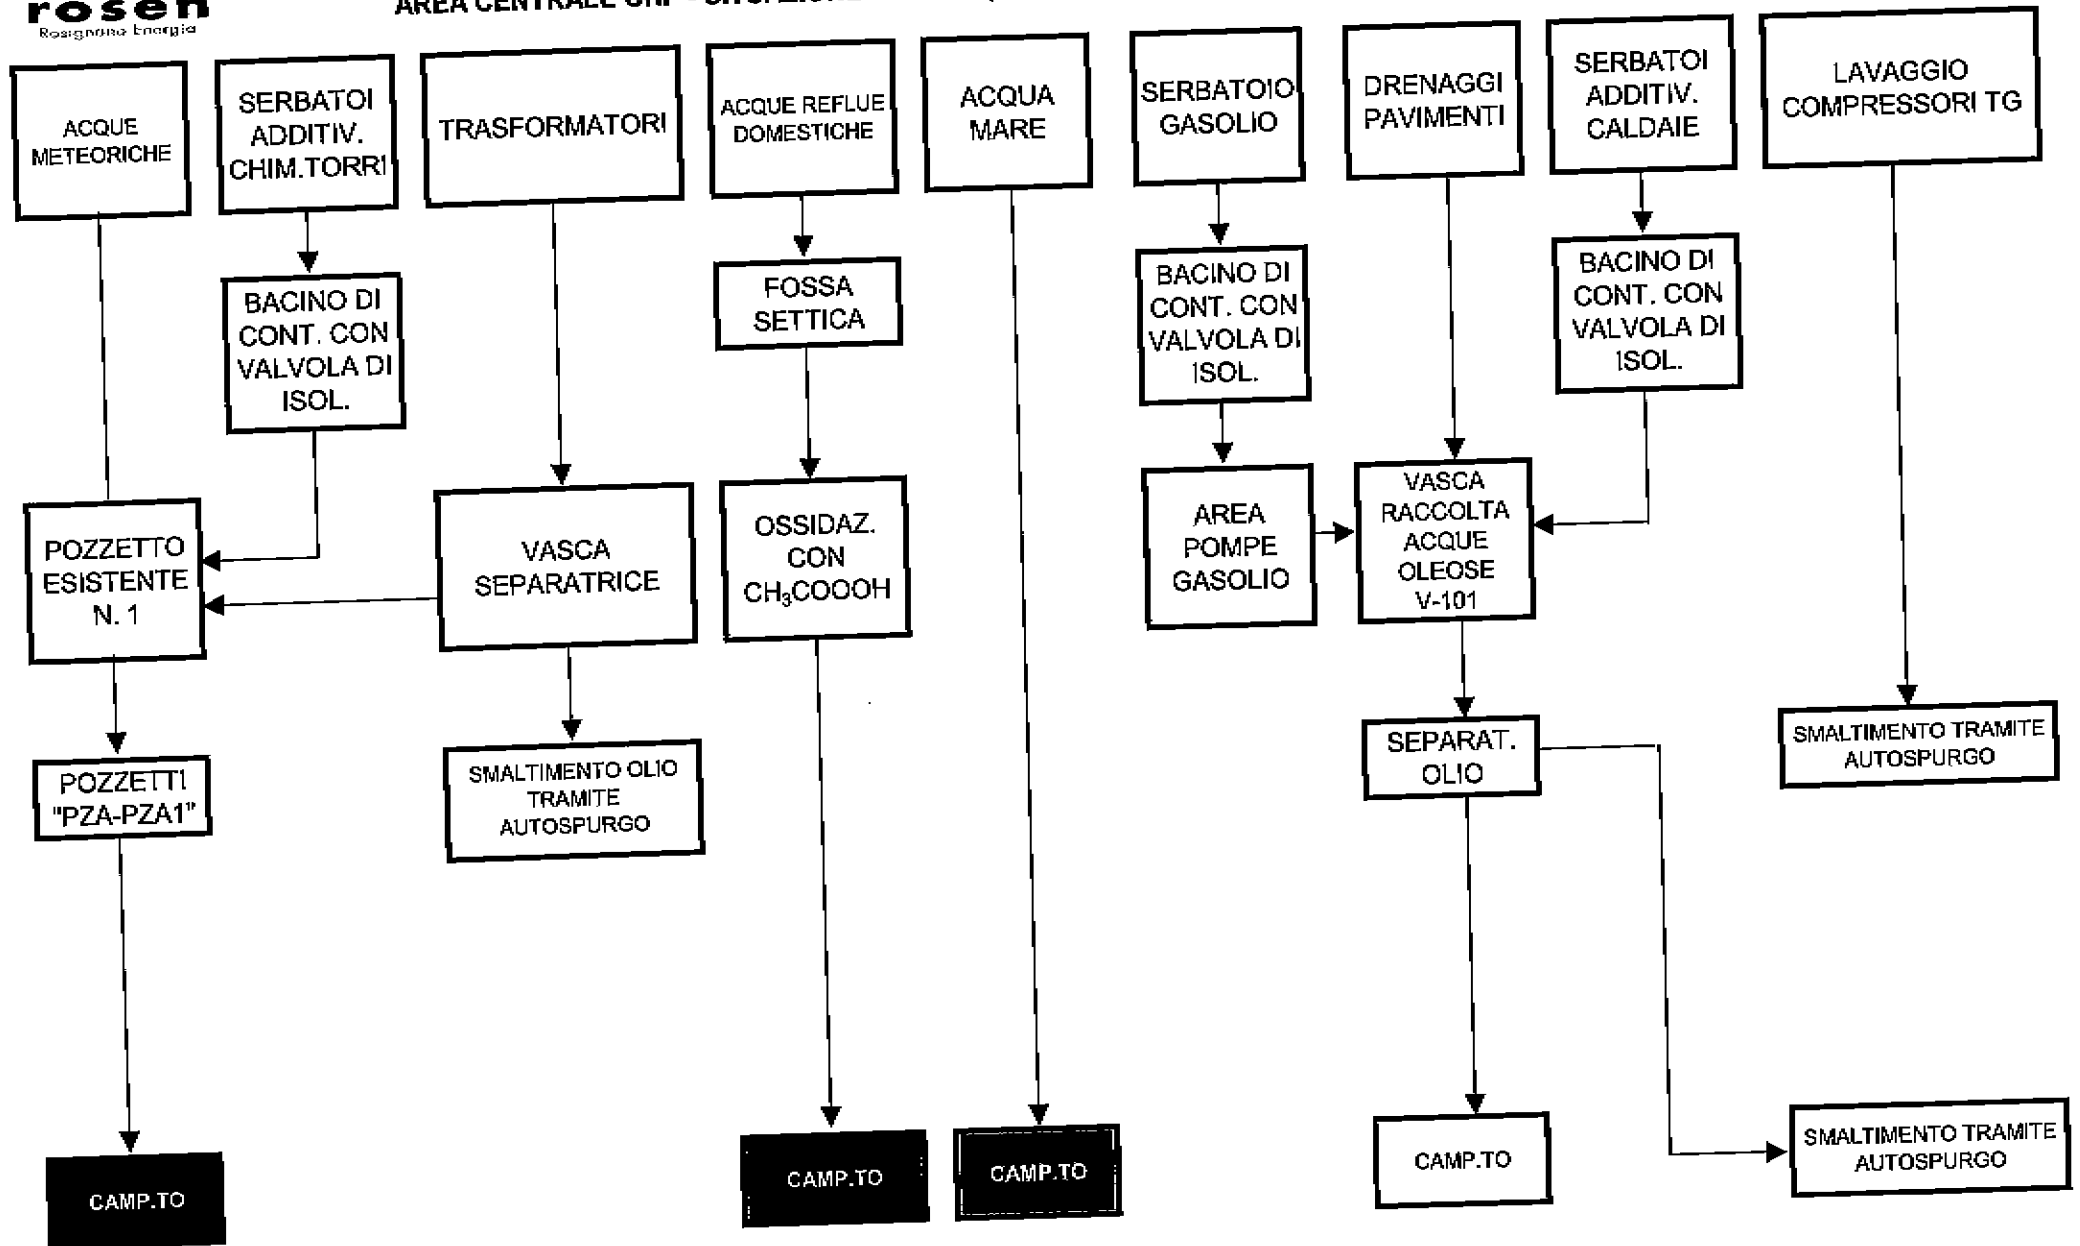 rosen
Rosignano Energia
AREA CENTRALE
ACQUE
METEORICHE
SERBATOI
ADDITIV.
CHIM.TORRI
TRASFORMATORI
ACQUE REFLUE
DOMESTICHE
ACQUA
MARE
SERBATOIO
GASOLIO
DRENAGGI
PAVIMENTI
SERBATOI
ADDITIV.
CALDAIE
LAVAGGIO
COMPRESSORI TG
BACINO DI
CONT. CON
VALVOLA DI
ISOL.
FOSSA
SETTICA
BACINO DI
CONT. CON
VALVOLA DI
ISOL.
BACINO DI
CONT. CON
VALVOLA DI
ISOL.
POZZETTO
ESISTENTE
N. 1
VASCA
SEPARATRICE
OSSIDAZ.
CON
CH₃COOOH
AREA
POMPE
GASOLIO
VASCA
RACCOLTA
ACQUE
OLEOSE
V-101
POZZETTI
"PZA-PZA1"
SMALTIMENTO OLIO
TRAMITE
AUTOSPURGO
SEPARAT.
OLIO
SMALTIMENTO TRAMITE
AUTOSPURGO
CAMP.TO
CAMP.TO
CAMP.TO
CAMP.TO
SMALTIMENTO TRAMITE
AUTOSPURGO